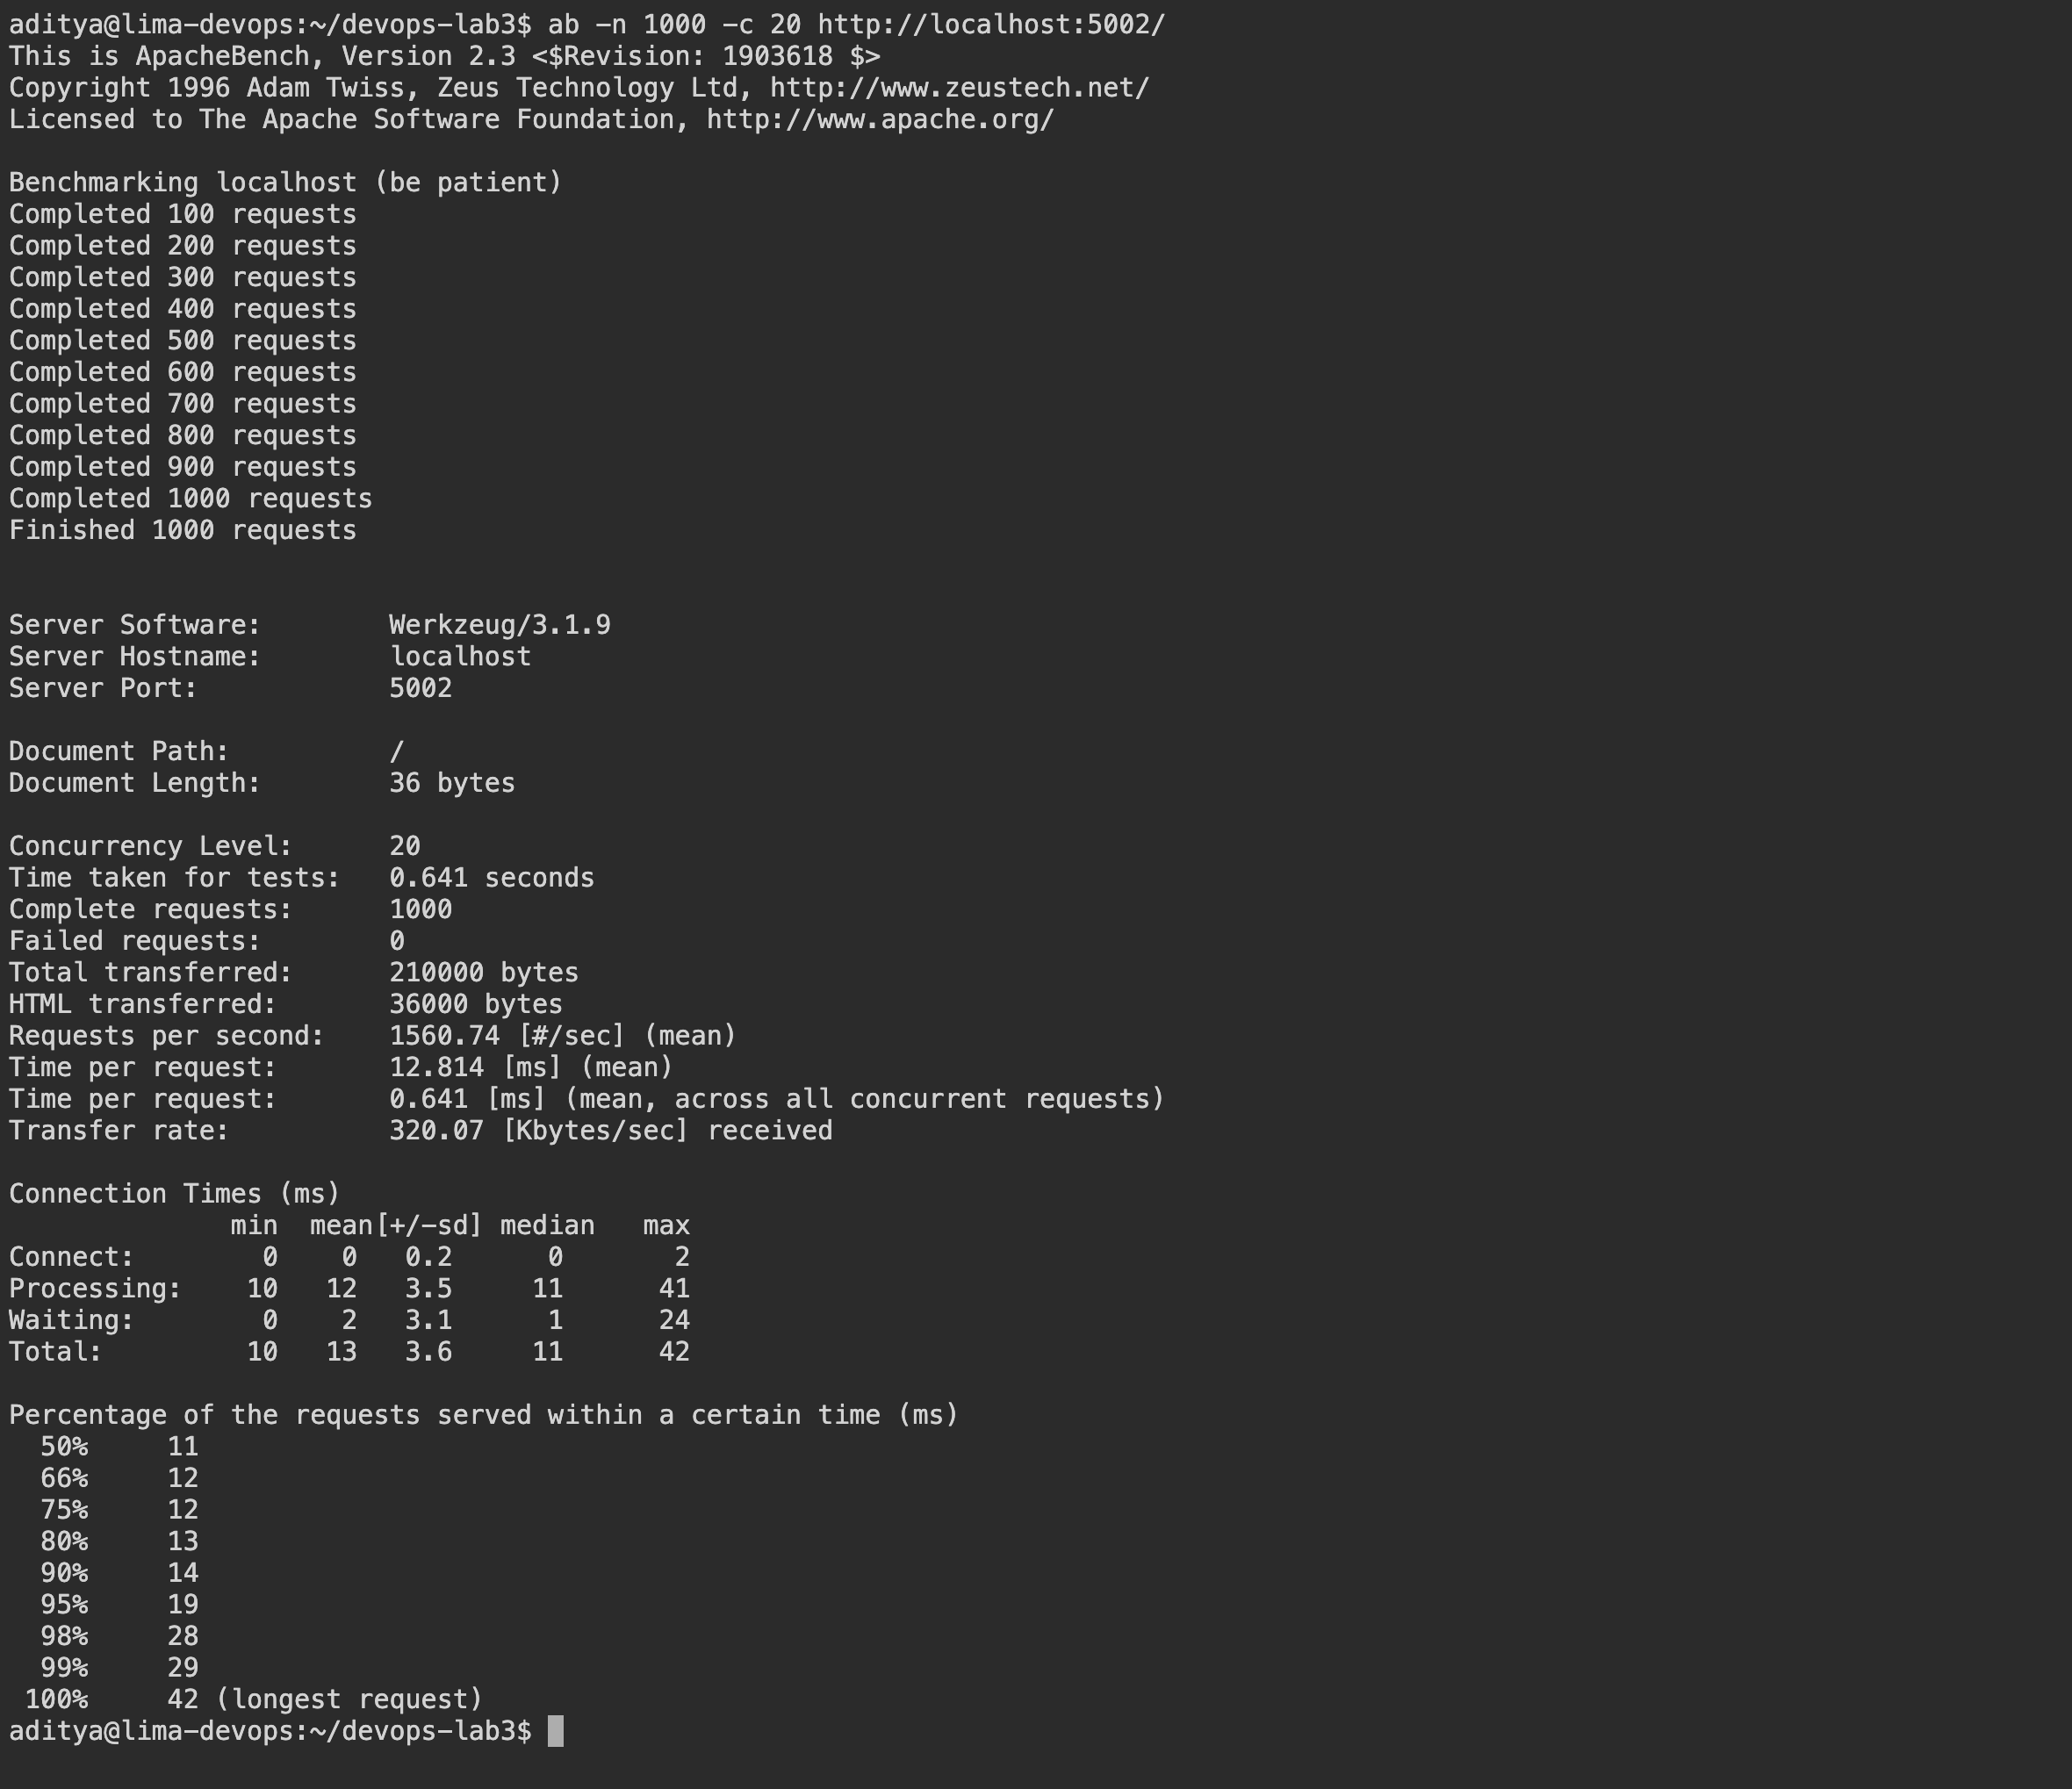 aditya@lima-devops:~/devops-lab3$ ab -n 1000 -c 20 http://localhost:5002/
This is ApacheBench, Version 2.3 <$Revision: 1903618 $>
Copyright 1996 Adam Twiss, Zeus Technology Ltd, http://www.zeustech.net/
Licensed to The Apache Software Foundation, http://www.apache.org/

Benchmarking localhost (be patient)
Completed 100 requests
Completed 200 requests
Completed 300 requests
Completed 400 requests
Completed 500 requests
Completed 600 requests
Completed 700 requests
Completed 800 requests
Completed 900 requests
Completed 1000 requests
Finished 1000 requests


Server Software:        Werkzeug/3.1.9
Server Hostname:        localhost
Server Port:            5002

Document Path:          /
Document Length:        36 bytes

Concurrency Level:      20
Time taken for tests:   0.641 seconds
Complete requests:      1000
Failed requests:        0
Total transferred:      210000 bytes
HTML transferred:       36000 bytes
Requests per second:    1560.74 [#/sec] (mean)
Time per request:       12.814 [ms] (mean)
Time per request:       0.641 [ms] (mean, across all concurrent requests)
Transfer rate:          320.07 [Kbytes/sec] received

Connection Times (ms)
              min  mean[+/-sd] median   max
Connect:        0    0   0.2      0       2
Processing:    10   12   3.5     11      41
Waiting:        0    2   3.1      1      24
Total:         10   13   3.6     11      42

Percentage of the requests served within a certain time (ms)
  50%     11
  66%     12
  75%     12
  80%     13
  90%     14
  95%     19
  98%     28
  99%     29
 100%     42 (longest request)
aditya@lima-devops:~/devops-lab3$